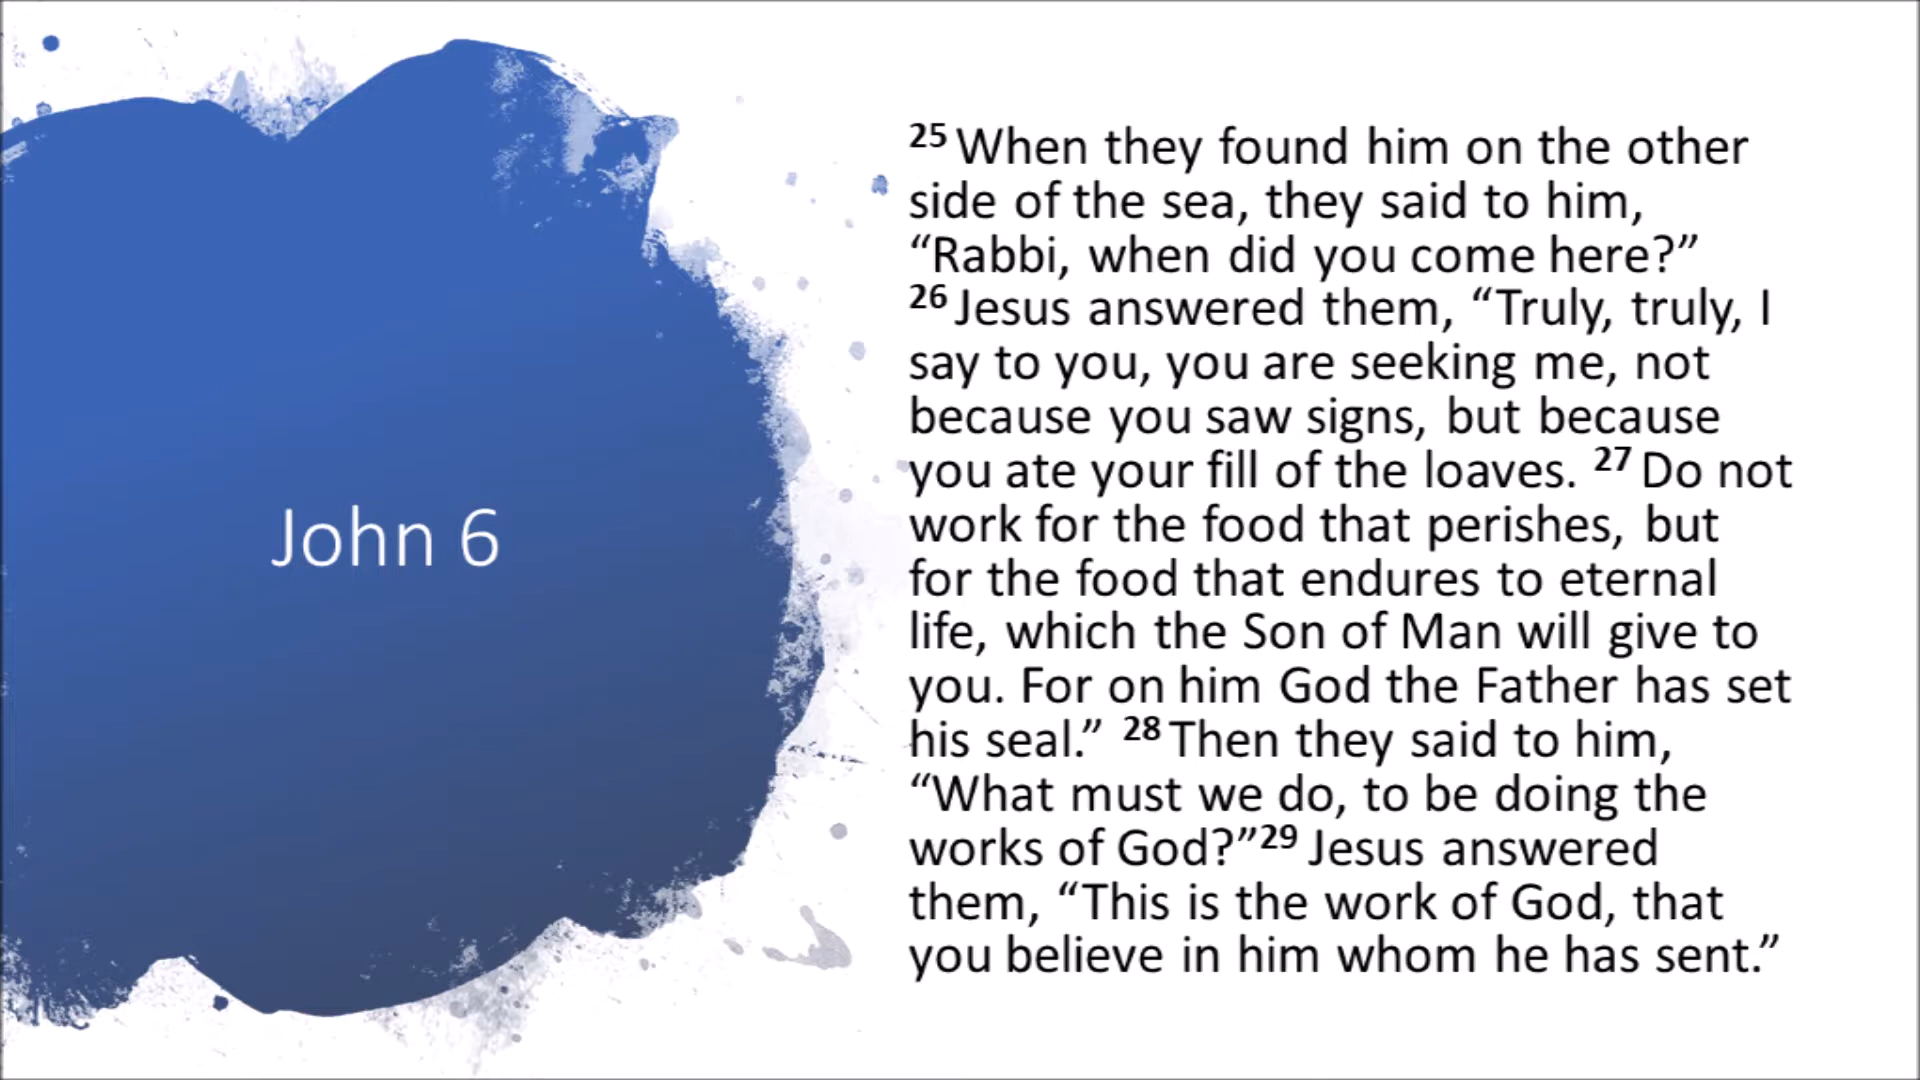 John 6
25 When they found him on the other
side of the sea, they said to him,
“Rabbi, when did you come here?”
26 Jesus answered them, “Truly, truly, I
say to you, you are seeking me, not
because you saw signs, but because
you ate your fill of the loaves. 27 Do not
work for the food that perishes, but
for the food that endures to eternal
life, which the Son of Man will give to
you. For on him God the Father has set
his seal.” 28 Then they said to him,
“What must we do, to be doing the
works of God?”29 Jesus answered
them, “This is the work of God, that
you believe in him whom he has sent.”